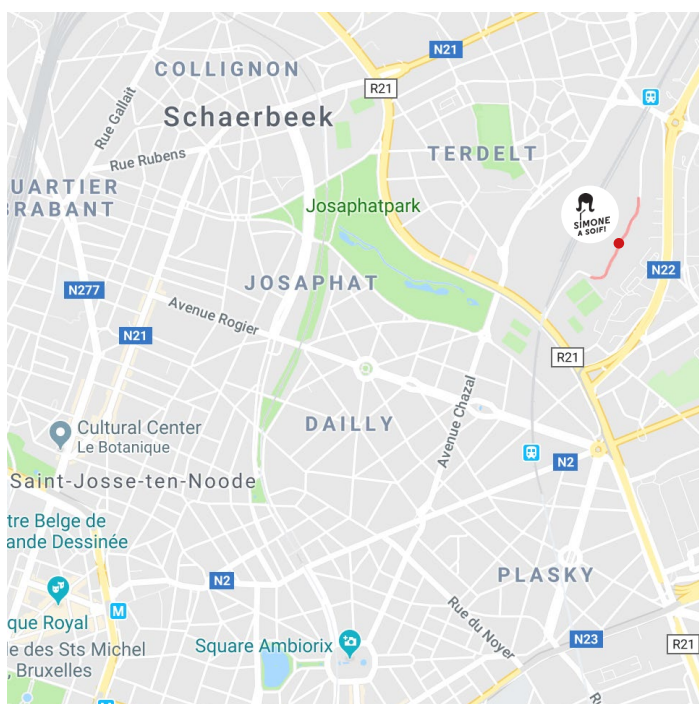 N21
COLLIGNON
R21
Schaerbeek
Rue Gallait
TERDELT
Rue Rubens
UARTIER
BRABANT
Josaphatpark
SIMONE
A SOIF!
N22
JOSAPHAT
N277
Avenue Rogier
N21
R21
Avenue Chazal
Cultural Center
Le Botanique
DAILLY
N2
Saint-Josse-ten-Noode
tre Belge de
ande Dessinée
N2
PLASKY
M
que Royal
Rue du Noyer
N23
R21
Square Ambiorix
le des Sts Michel
, Bruxelles
M